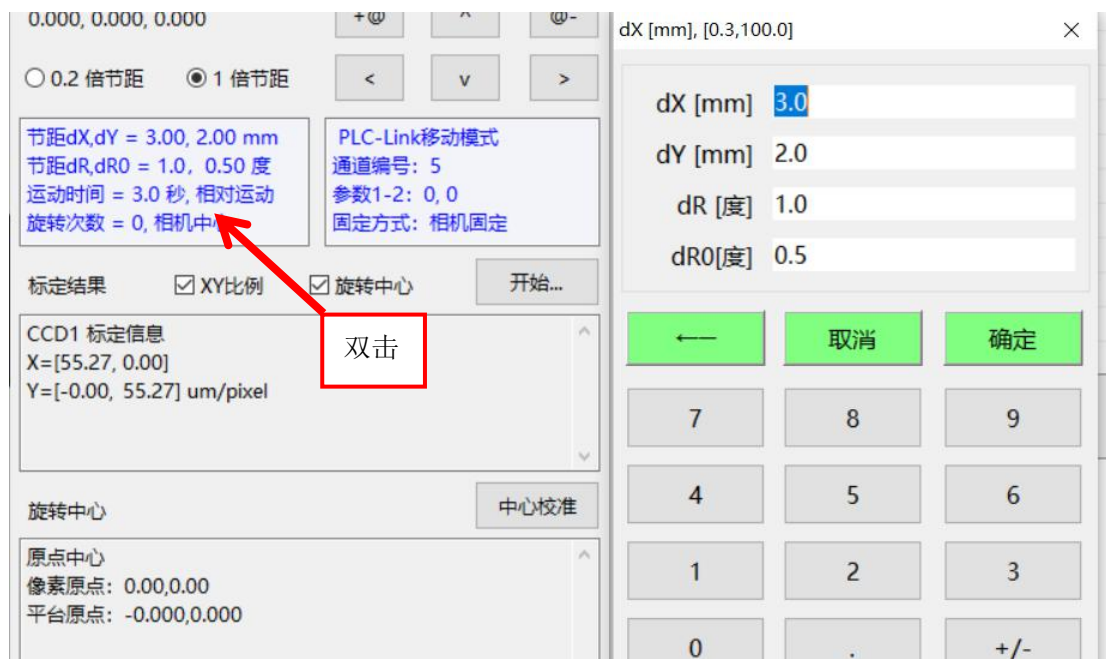 0.000, 0.000, 0.000
+@
^
@-
0.2 倍节距
1 倍节距
<
v
>
节距dX,dY = 3.00, 2.00 mm
节距dR,dR0 = 1.0, 0.50 度
运动时间 = 3.0 秒, 相对运动
旋转次数 = 0, 相机中
PLC-Link移动模式
通道编号: 5
参数1-2: 0, 0
固定方式: 相机固定
标定结果
XY比例
旋转中心
开始...
CCD1 标定信息
X=[55.27, 0.00]
Y=[-0.00, 55.27] um/pixel
双击
旋转中心
中心校准
原点中心
像素原点: 0.00,0.00
平台原点: -0.000,0.000
dX [mm], [0.3,100.0]
dX [mm] 3.0
dY [mm] 2.0
dR [度] 1.0
dR0[度] 0.5
←—
取消
确定
7
8
9
4
5
6
1
2
3
0
.
+/-